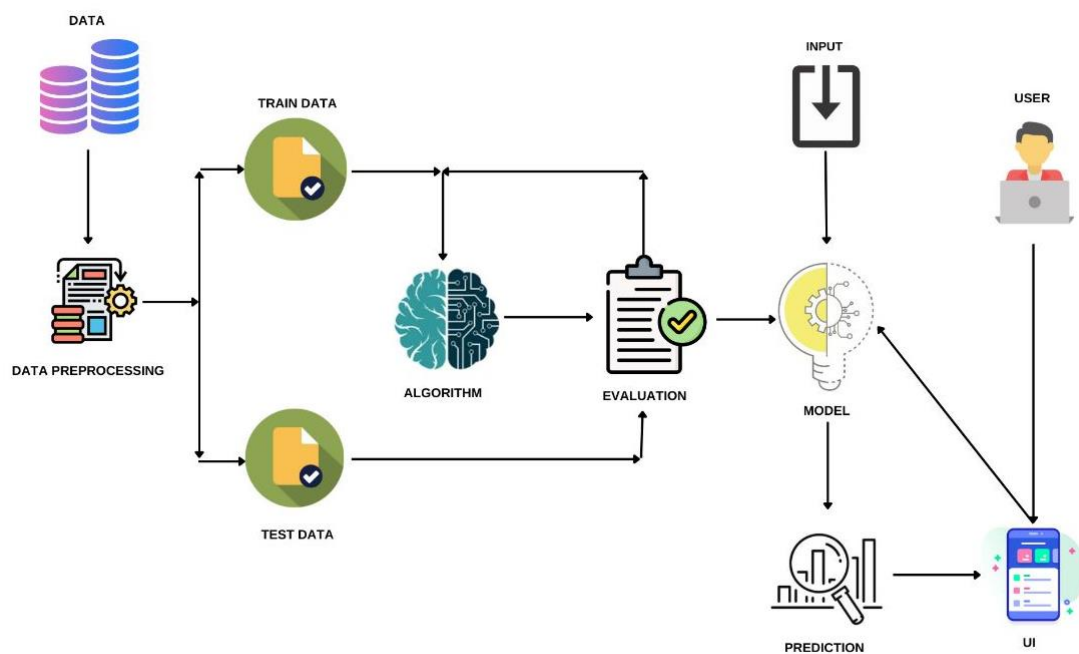 DATA
INPUT
USER
TRAIN DATA
DATA PREPROCESSING
ALGORITHM
EVALUATION
MODEL
TEST DATA
PREDICTION
UI